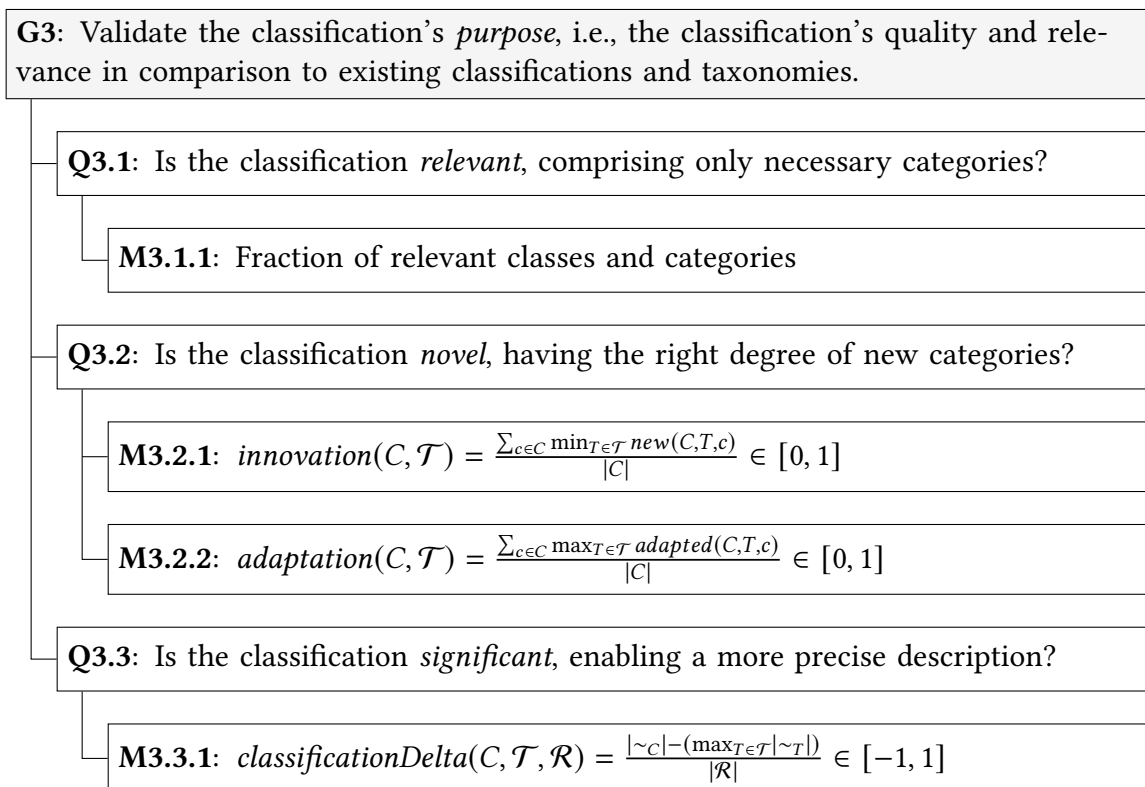 G3: Validate the classification's purpose, i.e., the classification's quality and rele-
vance in comparison to existing classifications and taxonomies.
Q3.1: Is the classification relevant, comprising only necessary categories?
M3.1.1: Fraction of relevant classes and categories
Q3.2: Is the classification novel, having the right degree of new categories?
M3.2.1: innovation(C, 𝒯) = ∑c∈C min T∈𝒯 new(C,T,c) / |C| ∈ [0, 1]
M3.2.2: adaptation(C, 𝒯) = ∑c∈C max T∈𝒯 adapted(C,T,c) / |C| ∈ [0, 1]
Q3.3: Is the classification significant, enabling a more precise description?
M3.3.1: classificationDelta(C, 𝒯, ℛ) = |∼C|−(max T∈𝒯 |∼T|) / |ℛ| ∈ [−1, 1]